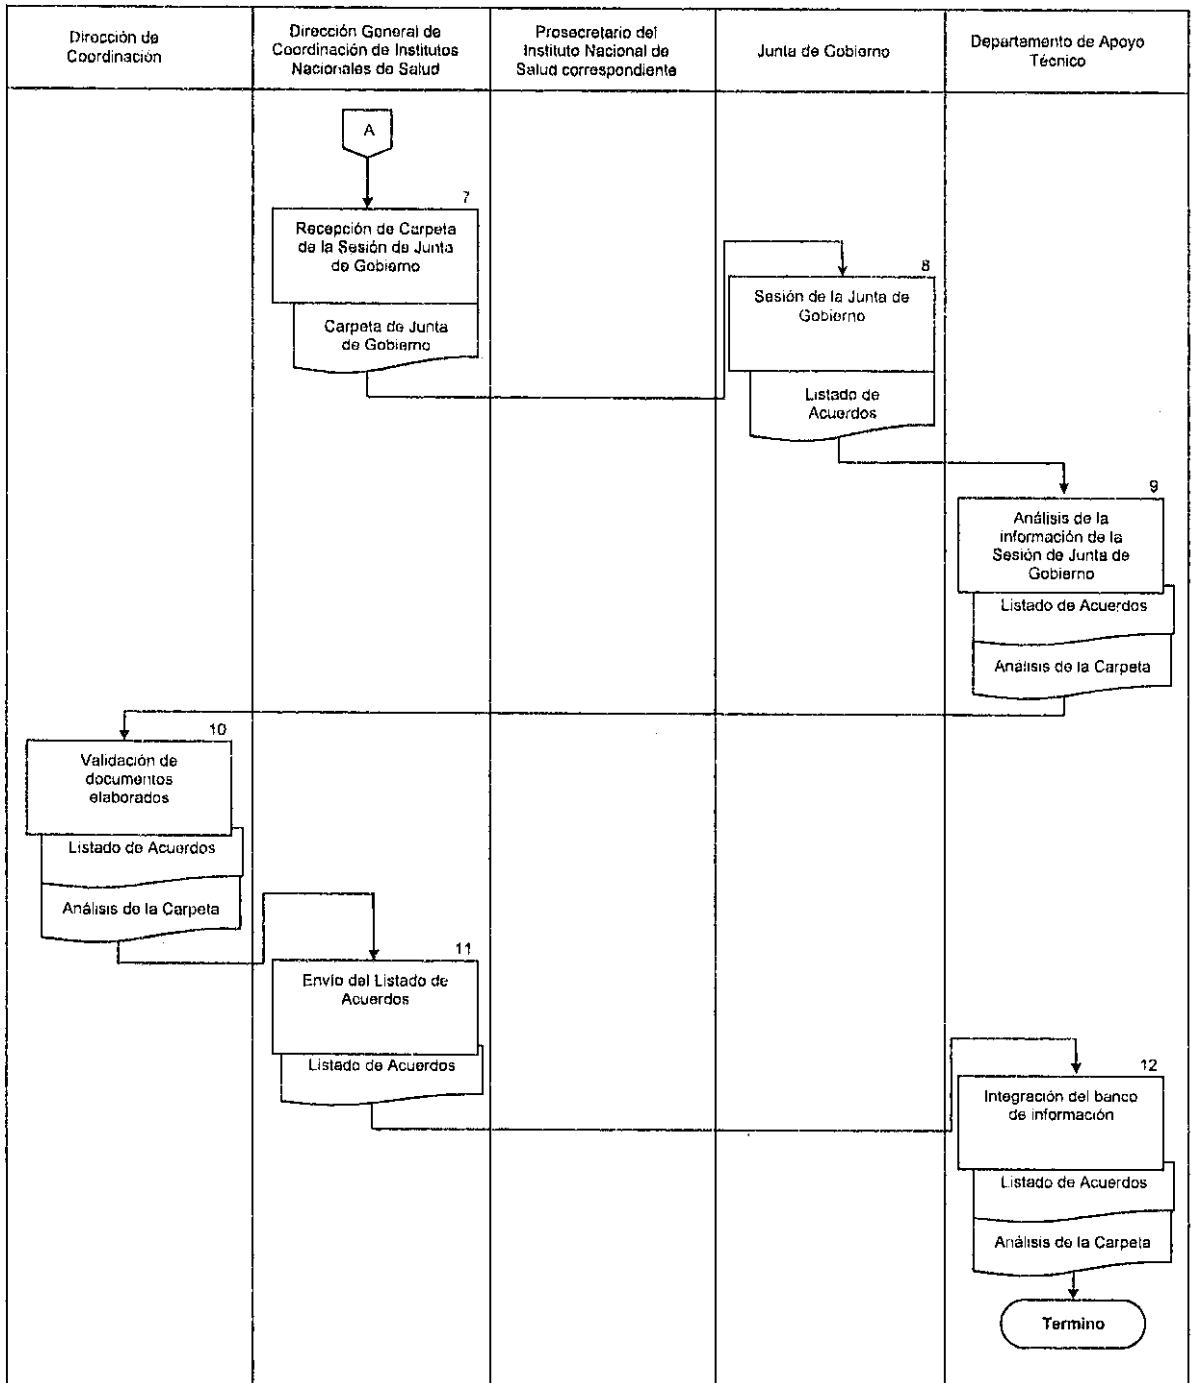 Dirección de
Coordinación
Dirección General de
Coordinación de Institutos
Nacionales de Salud
Prosecretario del
Instituto Nacional de
Salud correspondiente
Junta de Gobierno
Departamento de Apoyo
Técnico
A
7
Recepción de Carpeta
de la Sesión de Junta
de Gobierno
Carpeta de Junta
de Gobierno
8
Sesión de la Junta de
Gobierno
Listado de
Acuerdos
9
Análisis de la
información de la
Sesión de Junta de
Gobierno
Listado de Acuerdos
Análisis de la Carpeta
10
Validación de
documentos
elaborados
Listado de Acuerdos
Análisis de la Carpeta
11
Envío del Listado de
Acuerdos
Listado de Acuerdos
12
Integración del banco
de información
Listado de Acuerdos
Análisis de la Carpeta
Termino